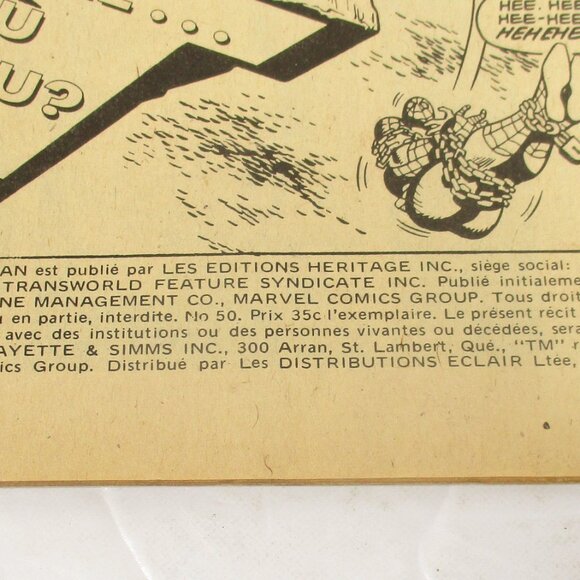 ...
U
U?
HEE. HEE
HEE-HEE
HEHEHE
AN est publié par LES EDITIONS HERITAGE INC., siège social:
TRANSWORLD FEATURE SYNDICATE INC. Publié initialeme
NE MANAGEMENT CO., MARVEL COMICS GROUP. Tous droit
u en partie, interdite. No 50. Prix 35c l'exemplaire. Le présent récit
avec des institutions ou des personnes vivantes ou décédées, sera
AYETTE & SIMMS INC., 300 Arran, St. Lambert, Qué., "TM" r
ics Group. Distribué par Les DISTRIBUTIONS ECLAIR Ltée,